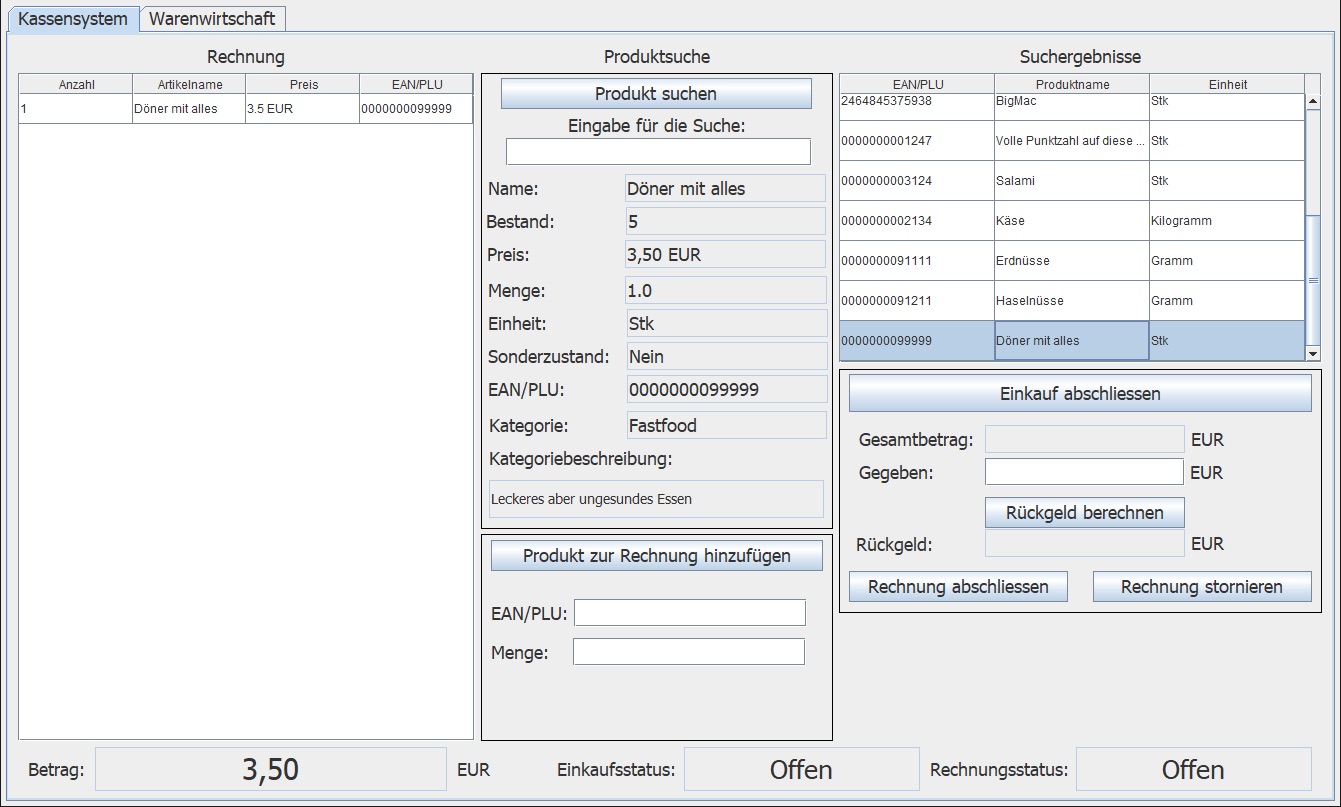 Kassensystem Warenwirtschaft
Rechnung
Anzahl Artikelname Preis EAN/PLU
1 Döner mit alles 3.5 EUR 0000000099999
Produktsuche
Produkt suchen
Eingabe für die Suche:
Name: Döner mit alles
Bestand: 5
Preis: 3,50 EUR
Menge: 1.0
Einheit: Stk
Sonderzustand: Nein
EAN/PLU: 0000000099999
Kategorie: Fastfood
Kategoriebeschreibung:
Leckeres aber ungesundes Essen
Produkt zur Rechnung hinzufügen
EAN/PLU:
Menge:
Suchergebnisse
EAN/PLU Produktname Einheit
2464845375938 BigMac Stk
0000000001247 Volle Punktzahl auf diese ... Stk
0000000003124 Salami Stk
0000000002134 Käse Kilogramm
0000000091111 Erdnüsse Gramm
0000000091211 Haselnüsse Gramm
0000000099999 Döner mit alles Stk
Einkauf abschliessen
Gesamtbetrag: EUR
Gegeben: EUR
Rückgeld berechnen
Rückgeld: EUR
Rechnung abschliessen Rechnung stornieren
Betrag: 3,50 EUR Einkaufsstatus: Offen Rechnungsstatus: Offen